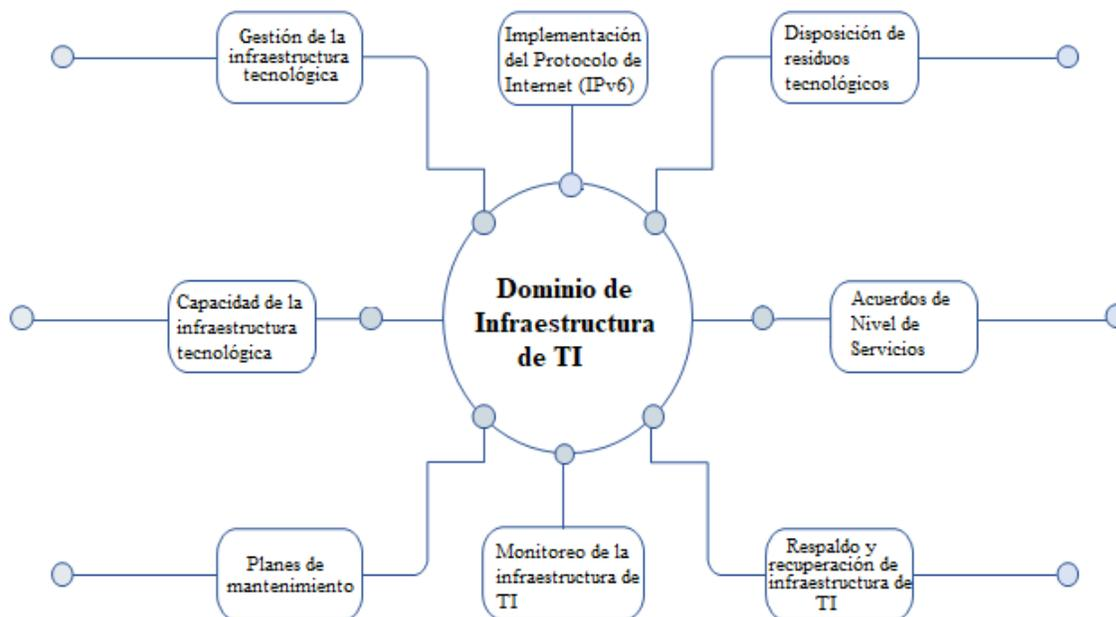 Gestión de la
infraestructura
tecnológica
Implementación
del Protocolo de
Internet (IPv6)
Disposición de
residuos
tecnológicos
Capacidad de la
infraestructura
tecnológica
Dominio de
Infraestructura
de TI
Acuerdos de
Nivel de
Servicios
Planes de
mantenimiento
Monitoreo de la
infraestructura de
TI
Respaldo y
recuperación de
infraestructura de
TI